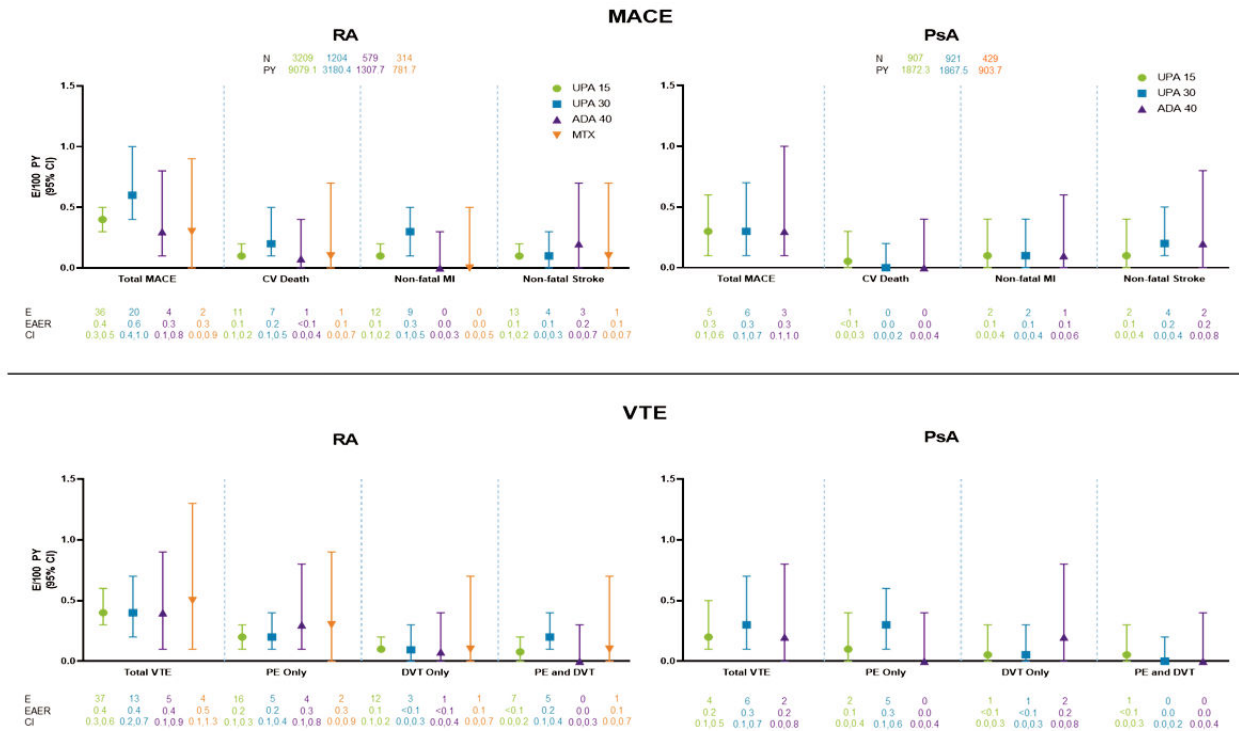 MACE
RA
N 3209 1204 579 314
PY 9079.1 3180.4 1307.7 781.7
1.5
1.0
0.5
0.0
E/100 PY
(95% CI)
UPA 15
UPA 30
ADA 40
MTX
Total MACE CV Death Non-fatal MI Non-fatal Stroke
E 36 20 4 2 11 7 1 1 12 9 0 0 13 4 3 1
EAER 0.4 0.6 0.3 0.3 0.1 0.2 <0.1 0.1 0.1 0.3 0.0 0.0 0.1 0.1 0.2 0.1
CI 0.3,0.5 0.4,1.0 0.1,0.8 0.0,0.9 0.1,0.2 0.1,0.5 0.0,0.4 0.0,0.7 0.1,0.2 0.1,0.5 0.0,0.3 0.0,0.5 0.1,0.2 0.0,0.3 0.0,0.7 0.0,0.7
PsA
N 907 921 429
PY 1872.3 1867.5 903.7
1.5
1.0
0.5
0.0
UPA 15
UPA 30
ADA 40
Total MACE CV Death Non-fatal MI Non-fatal Stroke
5 6 3 1 0 0 2 2 1 2 4 2
0.3 0.3 0.3 <0.1 0.0 0.0 0.1 0.1 0.1 0.1 0.2 0.2
0.1,0.6 0.1,0.7 0.1,1.0 0.0,0.3 0.0,0.2 0.0,0.4 0.0,0.4 0.0,0.4 0.0,0.6 0.0,0.4 0.0,0.4 0.0,0.8
VTE
RA
1.5
1.0
0.5
0.0
E/100 PY
(95% CI)
Total VTE PE Only DVT Only PE and DVT
E 37 13 5 4 16 5 4 2 12 3 1 1 7 5 0 1
EAER 0.4 0.4 0.4 0.5 0.2 0.2 0.3 0.3 0.1 <0.1 <0.1 0.1 <0.1 0.2 0.0 0.1
CI 0.3,0.6 0.2,0.7 0.1,0.9 0.1,1.3 0.1,0.3 0.1,0.4 0.1,0.8 0.0,0.9 0.1,0.2 0.0,0.3 0.0,0.4 0.0,0.7 <0.0,0.2 0.1,0.4 0.0,0.3 0.0,0.7
PsA
1.5
1.0
0.5
0.0
Total VTE PE Only DVT Only PE and DVT
4 6 2 2 5 0 1 1 2 1 0 0
0.2 0.3 0.2 0.1 0.3 0.0 <0.1 <0.1 0.2 <0.1 0.0 0.0
0.1,0.5 0.1,0.7 0.0,0.8 0.0,0.4 0.1,0.6 0.0,0.4 0.0,0.3 0.0,0.3 0.0,0.8 0.0,0.3 0.0,0.2 0.0,0.4